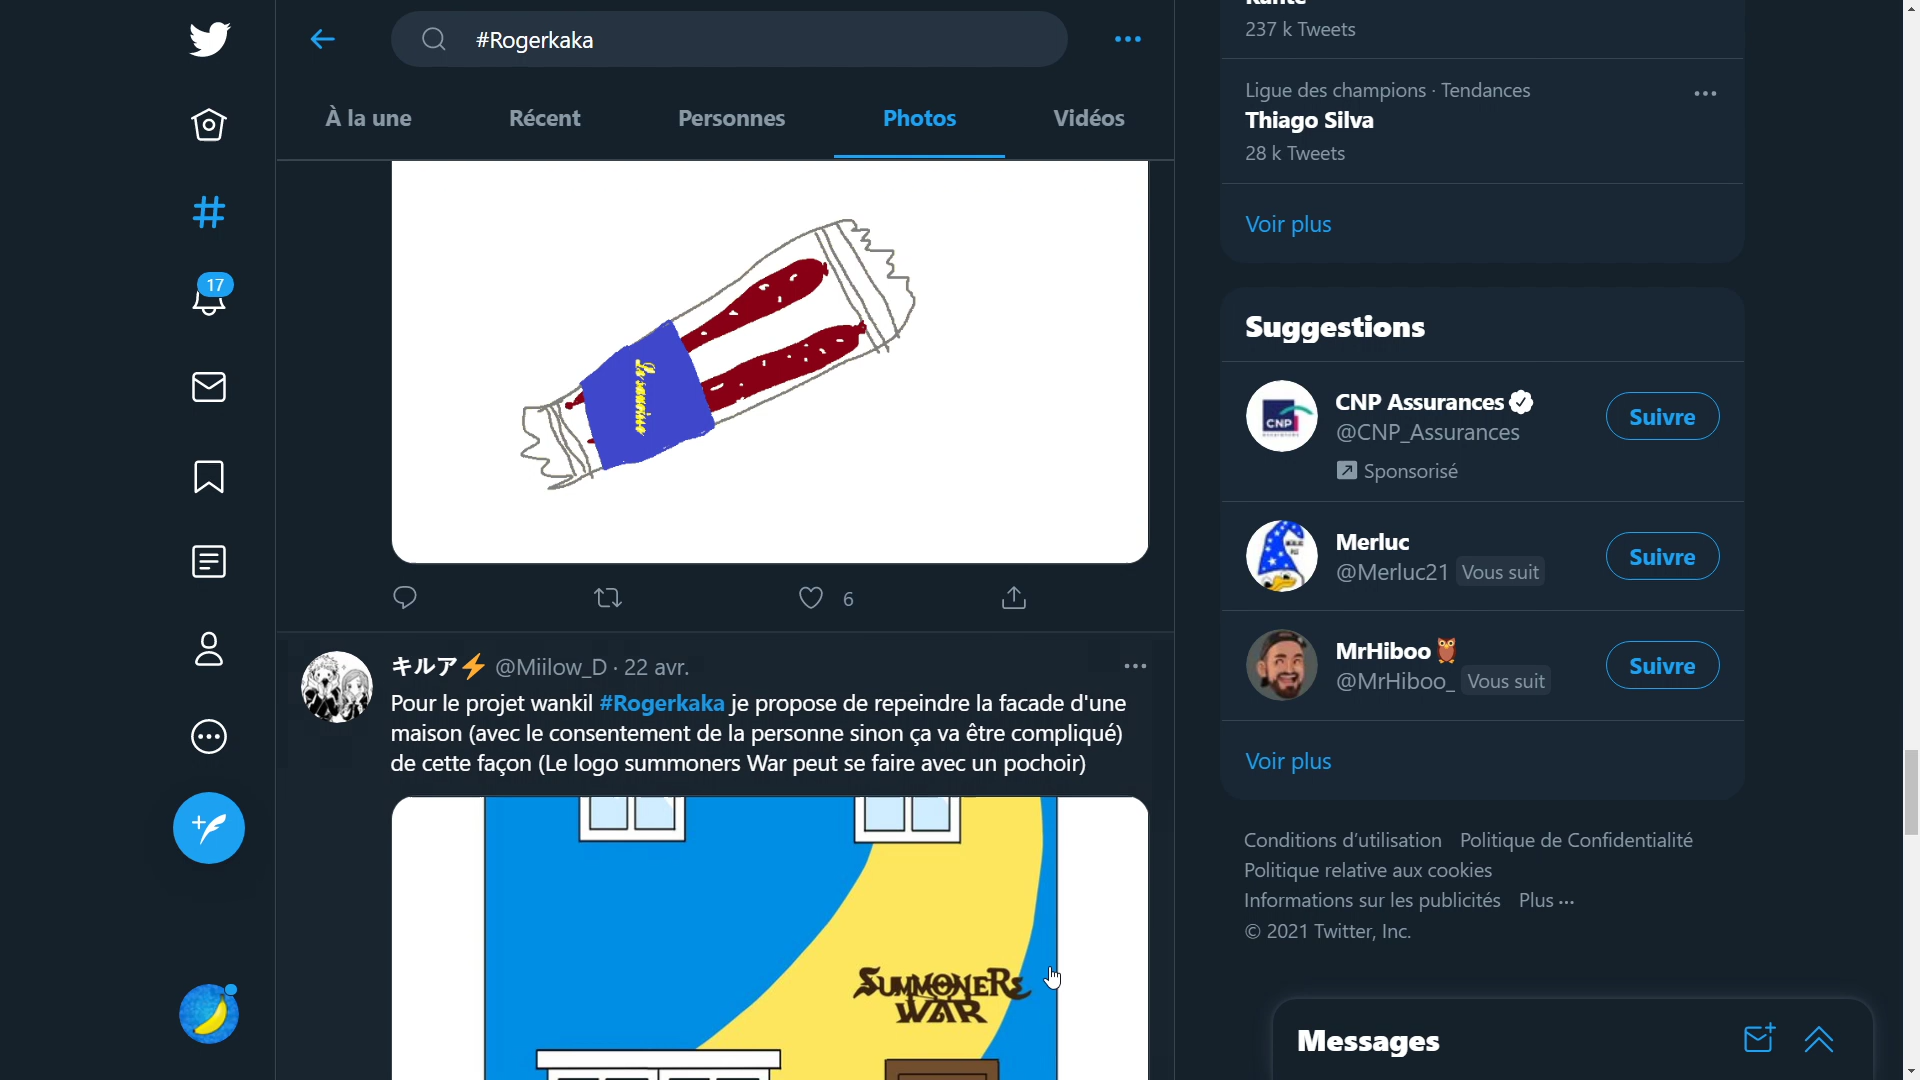 #Rogerkaka
À la une
Récent
Personnes
Photos
Vidéos
17
6
キルア⚡ @Miilow_D · 22 avr.
Pour le projet wankil #Rogerkaka je propose de repeindre la facade d'une
maison (avec le consentement de la personne sinon ça va être compliqué)
de cette façon (Le logo summoners War peut se faire avec un pochoir)
SUMMONERS
WAR
237 k Tweets
Ligue des champions · Tendances
Thiago Silva
28 k Tweets
Voir plus
Suggestions
CNP
CNP Assurances
@CNP_Assurances
Sponsorisé
Suivre
Merluc
@Merluc21 Vous suit
Suivre
MrHiboo🦉
@MrHiboo_ Vous suit
Suivre
Voir plus
Conditions d'utilisation Politique de Confidentialité
Politique relative aux cookies
Informations sur les publicités Plus ···
© 2021 Twitter, Inc.
Messages